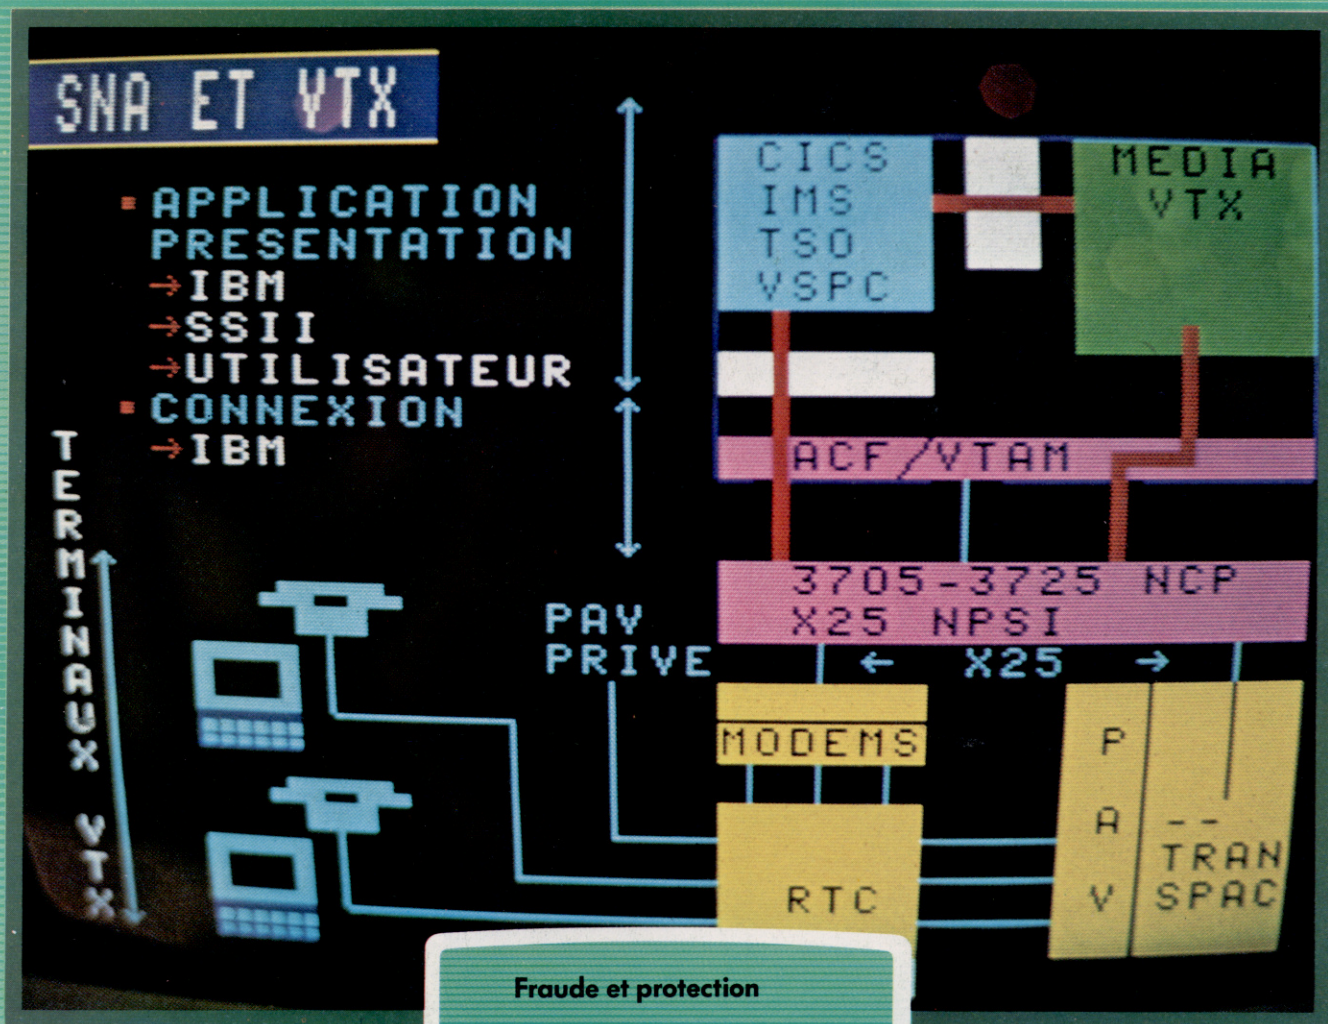 SNA ET VTX
▪ APPLICATION
PRESENTATION
→IBM
→SSII
→UTILISATEUR
▪ CONNEXION
→IBM
TERMINAUX VTX
CICS
IMS
TSO
VSPC
MEDIA
VTX
ACF/VTAM
3705-3725 NCP
X25 NPSI
PAV
PRIVE
← X25 →
MODEMS
RTC
PAV
--
TRAN
SPAC
Fraude et protection